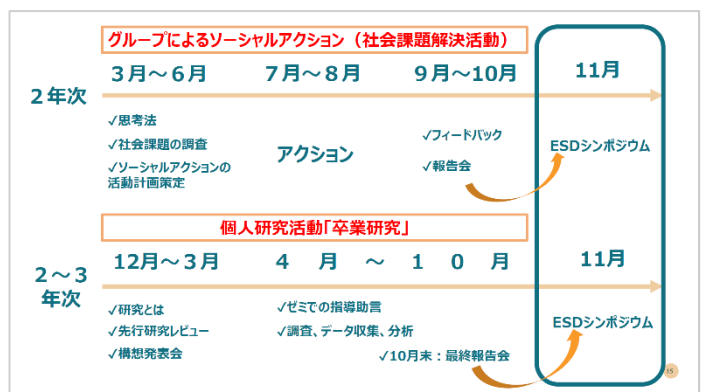 グループによるソーシャルアクション（社会課題解決活動）
3月～6月 7月～8月 9月～10月 11月
2年次
✓思考法
✓社会課題の調査
✓ソーシャルアクションの
活動計画策定
アクション
✓フィードバック
✓報告会
ESDシンポジウム
個人研究活動「卒業研究」
12月～3月 4月～10月 11月
2～3
年次
✓研究とは
✓先行研究レビュー
✓構想発表会
✓ゼミでの指導助言
✓調査、データ収集、分析
✓10月末：最終報告会
ESDシンポジウム
15